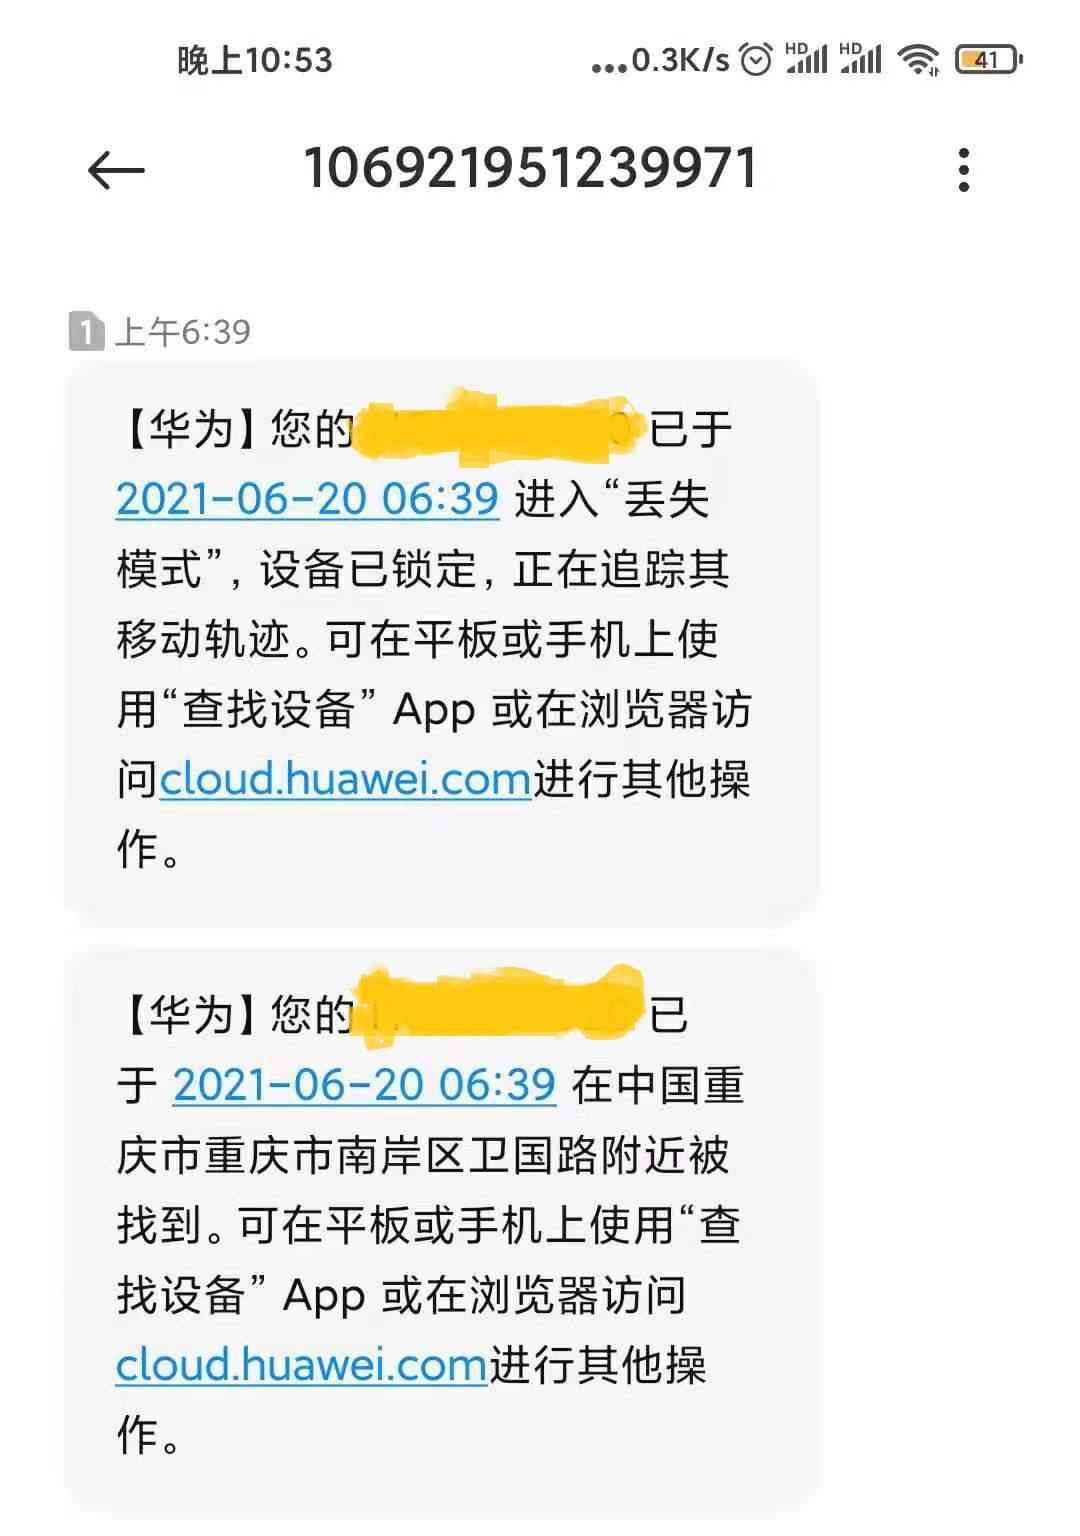 晚上10:53
...0.3K/s HD HD 41
106921951239971
1 上午6:39
【华为】您的 已于
2021-06-20 06:39 进入“丢失
模式”, 设备已锁定, 正在追踪其
移动轨迹。可在平板或手机上使
用“查找设备” App 或在浏览器访
问cloud.huawei.com进行其他操
作。
【华为】您的 已
于 2021-06-20 06:39 在中国重
庆市重庆市南岸区卫国路附近被
找到。可在平板或手机上使用“查
找设备” App 或在浏览器访问
cloud.huawei.com进行其他操
作。